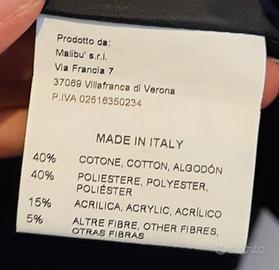 Prodotto da:
Malibu' s.r.l.
Via Francia 7
37069 Villafranca di Verona
P.IVA 02516350234
MADE IN ITALY
40% COTONE, COTTON, ALGODÓN
40% POLIESTERE, POLYESTER,
POLIÉSTER
15% ACRILICA, ACRYLIC, ACRÍLICO
5% ALTRE FIBRE, OTHER FIBRES,
OTRAS FIBRAS
subito